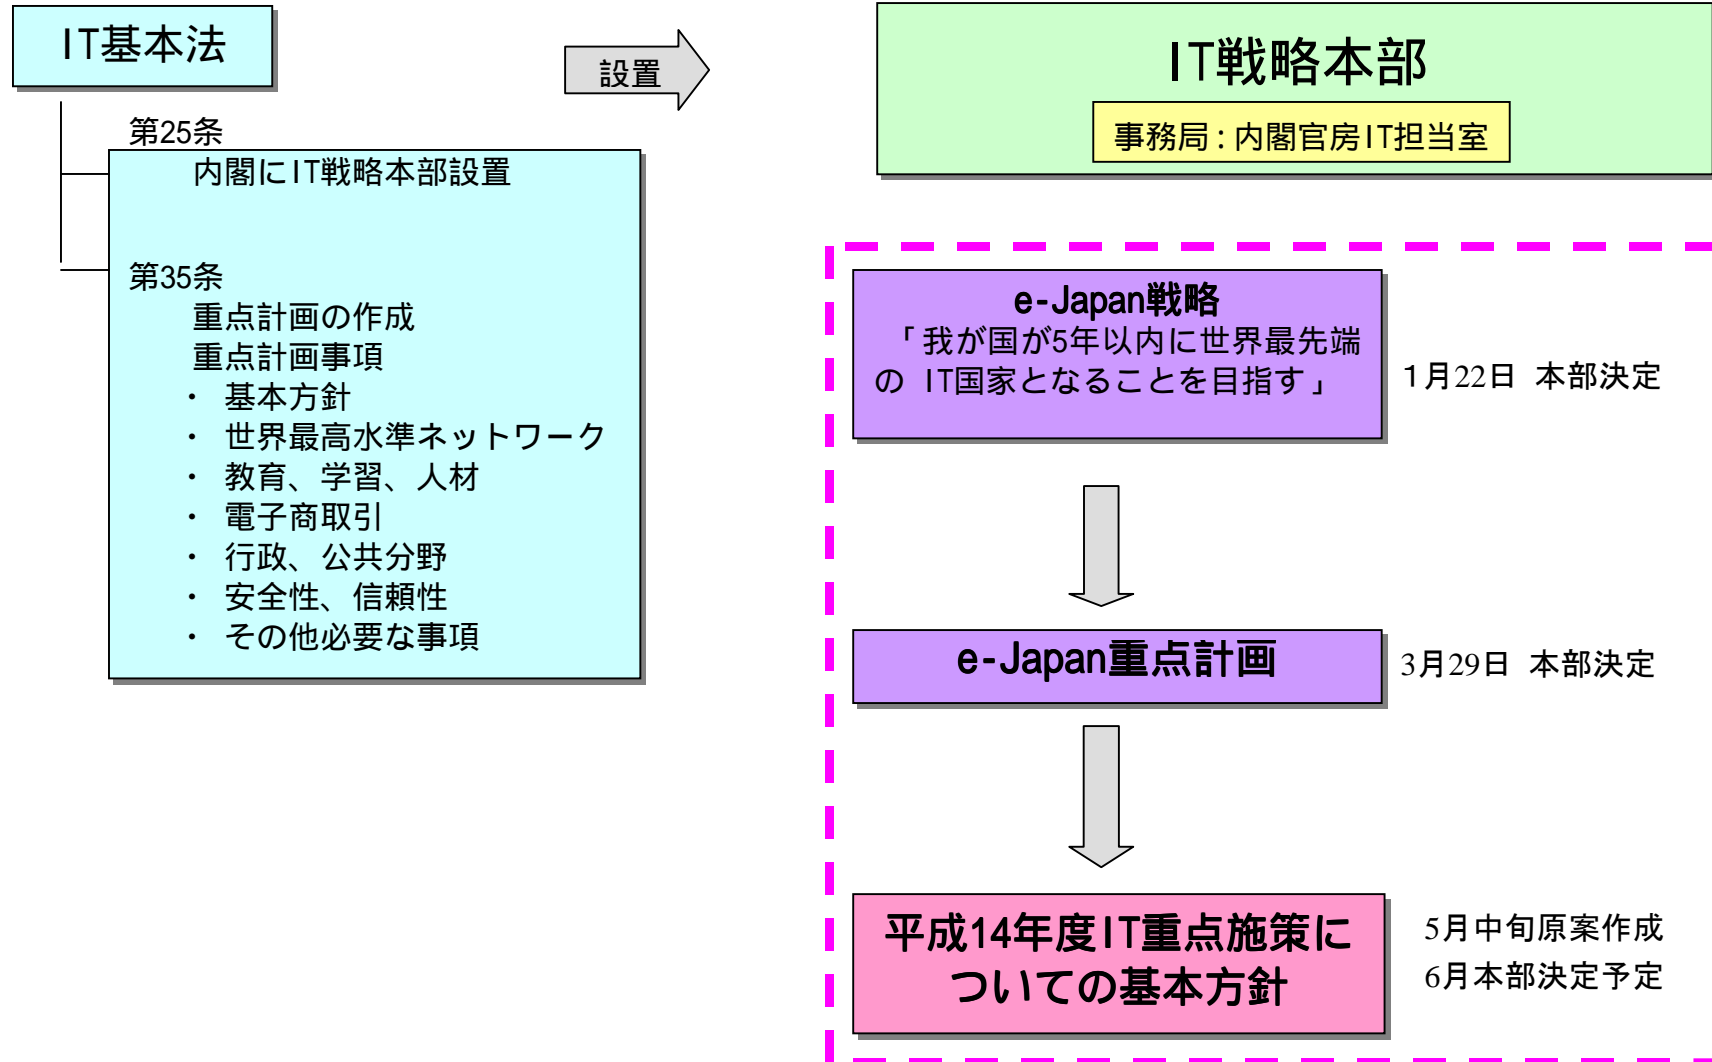 IT基本法
第25条
内閣にIT戦略本部設置
第35条
重点計画の作成
重点計画事項
・ 基本方針
・ 世界最高水準ネットワーク
・ 教育、学習、人材
・ 電子商取引
・ 行政、公共分野
・ 安全性、信頼性
・ その他必要な事項
設置
IT戦略本部
事務局:内閣官房IT担当室
e-Japan戦略
「我が国が5年以内に世界最先端
の IT国家となることを目指す」
1月22日 本部決定
e-Japan重点計画
3月29日 本部決定
平成14年度IT重点施策に
ついての基本方針
5月中旬原案作成
6月本部決定予定